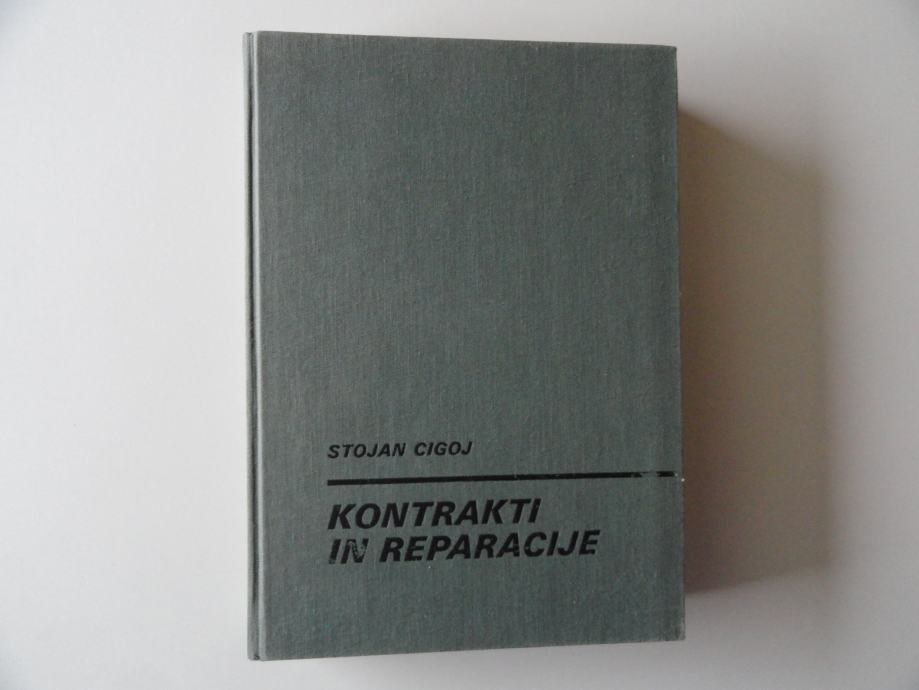 STOJAN CIGOJ
KONTRAKTI
IN REPARACIJE